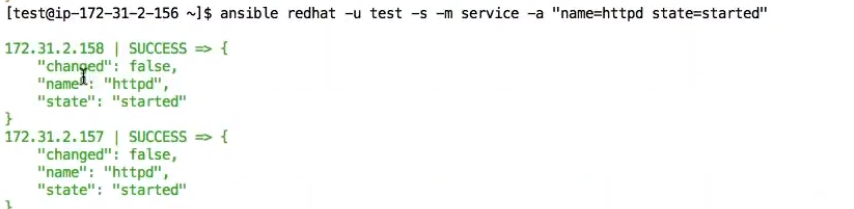 [test@ip-172-31-2-156 ~]$ ansible redhat -u test -s -m service -a "name=httpd state=started"
172.31.2.158 | SUCCESS => {
    "changed": false,
    "name": "httpd",
    "state": "started"
}
172.31.2.157 | SUCCESS => {
    "changed": false,
    "name": "httpd",
    "state": "started"
}